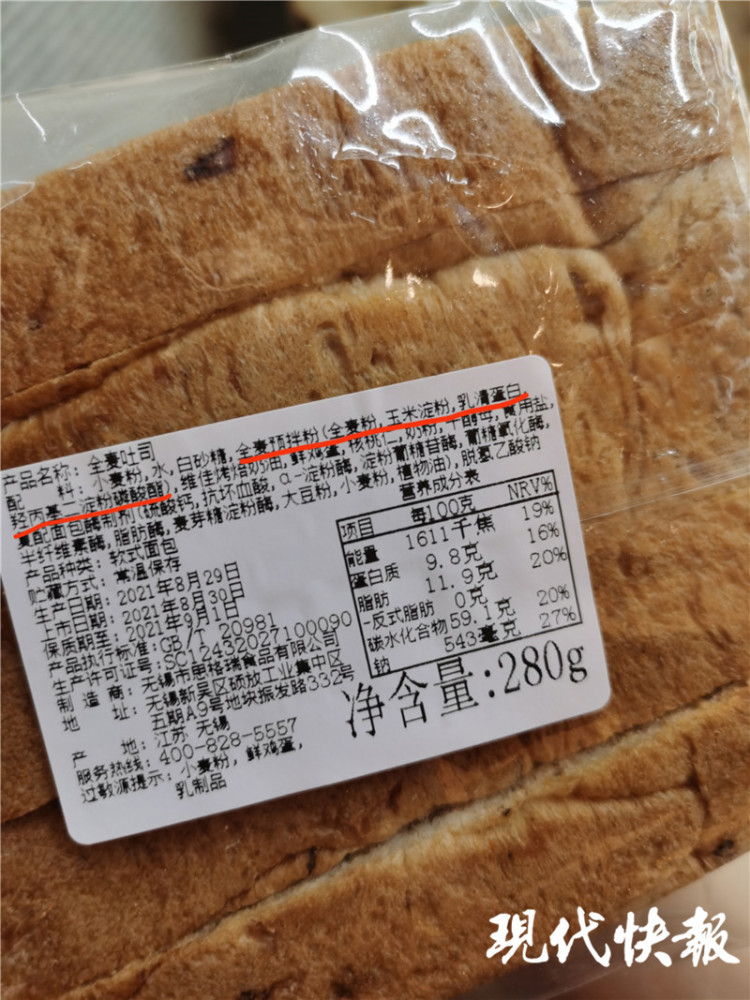 产品名称：全麦吐司
配　料：小麦粉,水,白砂糖,全麦预拌粉(全麦粉,玉米淀粉,乳清蛋白,
羟丙基二淀粉磷酸酯),维佳烤焙奶油,鲜鸡蛋,核桃仁,奶粉,干酵母,食用盐,
复配面包酶制剂(硫酸钙,抗坏血酸,α-淀粉酶,淀粉葡糖苷酶,葡糖氧化酶,
半纤维素酶,脂肪酶,麦芽糖淀粉酶,大豆粉,小麦粉,植物油),脱氢乙酸钠
产品种类：软式面包
贮藏方式：常温保存
生产日期：2021年8月29日
上市日期：2021年8月30日
保质期至：2021年9月1日
产品执行标准：GB/T 20981
生产许可证号：SC12432027100090
制 造 商：无锡市思格瑞食品有限公司
地　　址：无锡新吴区硕放工业集中区
五期A9号地块振发路332号
产　　地：江苏 无锡
服务热线：400-828-5557
过敏源提示：小麦粉,鲜鸡蛋,
乳制品
营养成分表
项目 每100克 NRV%
能量 1611千焦 19%
蛋白质 9.8克 16%
脂肪 11.9克 20%
-反式脂肪 0克
碳水化合物 59.1克 20%
钠 543毫克 27%
净含量:280g
现代快報